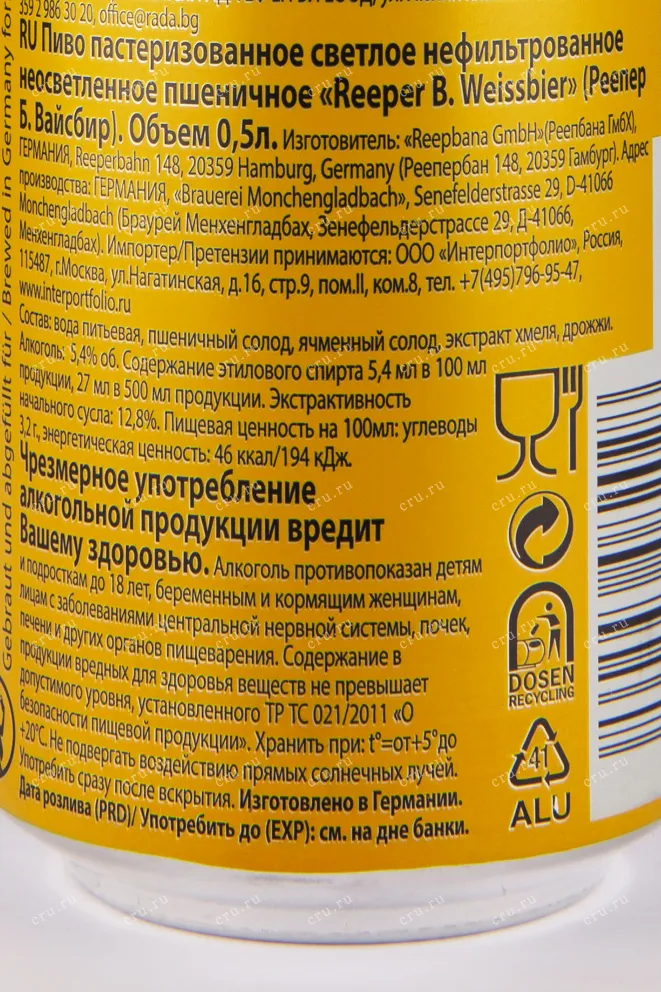 359 2 986 30 20, office@rada.bg
RU Пиво пастеризованное светлое нефильтрованное
неосветленное пшеничное «Reeper B. Weissbier» (Реепер
Б. Вайсбир). Объем 0,5л. Изготовитель: «Reepbana GmbH»(Реепбана ГмбХ),
ГЕРМАНИЯ, Reeperbahn 148, 20359 Hamburg, Germany (Реепербан 148, 20359 Гамбург). Адрес
производства: ГЕРМАНИЯ, «Brauerei Monchengladbach», Senefelderstrasse 29, D-41066
Monchengladbach (Браурей Менхенгладбах, Зенефельдерстрассе 29, Д-41066,
Менхенгладбах). Импортер/Претензии принимаются: ООО «Интерпортфолио», Россия,
115487, г.Москва, ул.Нагатинская, д.16, стр.9, пом.II, ком.8, тел. +7(495)796-95-47,
www.interportfolio.ru
Состав: вода питьевая, пшеничный солод, ячменный солод, экстракт хмеля, дрожжи.
Алкоголь: 5,4% об. Содержание этилового спирта 5,4 мл в 100 мл
продукции, 27 мл в 500 мл продукции. Экстрактивность
начального сусла: 12,8%. Пищевая ценность на 100мл: углеводы
3,2 г, энергетическая ценность: 46 ккал/194 кДж.
Чрезмерное употребление
алкогольной продукции вредит
Вашему здоровью. Алкоголь противопоказан детям
и подросткам до 18 лет, беременным и кормящим женщинам,
лицам с заболеваниями центральной нервной системы, почек,
печени и других органов пищеварения. Содержание в
продукции вредных для здоровья веществ не превышает
допустимого уровня, установленного ТР ТС 021/2011 «О
безопасности пищевой продукции». Хранить при: t°=от+5°до
+20°С. Не подвергать воздействию прямых солнечных лучей.
Употребить сразу после вскрытия. Изготовлено в Германии.
Дата розлива (PRD)/ Употребить до (EXP): см. на дне банки.
Gebraut und abgefüllt für / Brewed in Germany for
DOSEN
RECYCLING
41
ALU
cru.ru